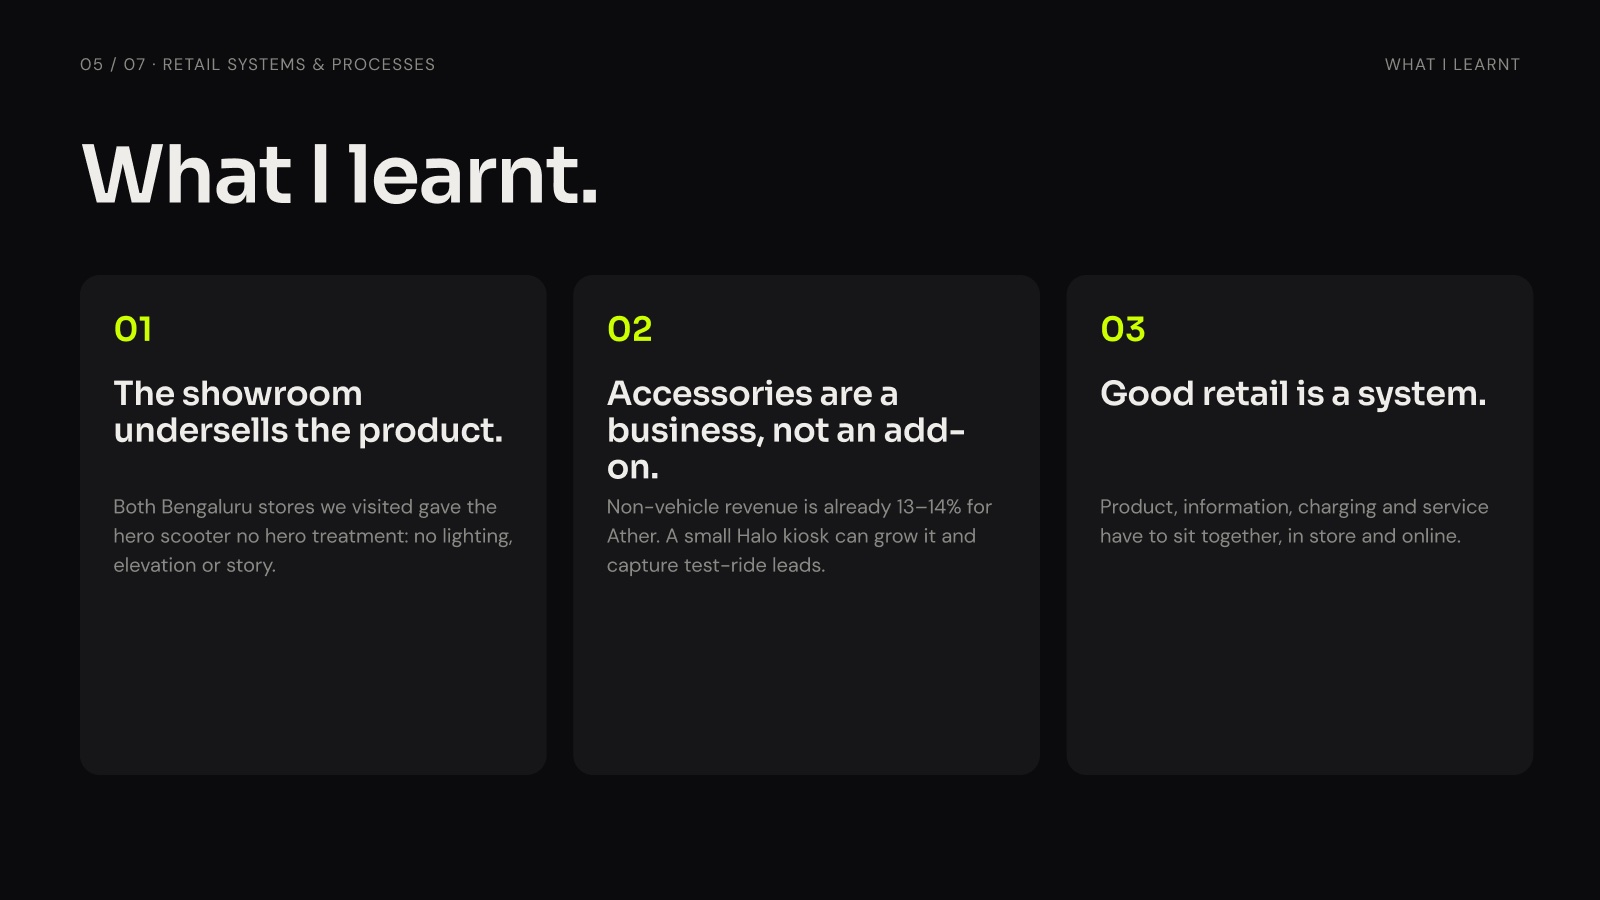 05 / 07 · RETAIL SYSTEMS & PROCESSES
WHAT I LEARNT
What I learnt.
01
The showroom
undersells the product.
Both Bengaluru stores we visited gave the
hero scooter no hero treatment: no lighting,
elevation or story.
02
Accessories are a
business, not an add-
on.
Non-vehicle revenue is already 13–14% for
Ather. A small Halo kiosk can grow it and
capture test-ride leads.
03
Good retail is a system.
Product, information, charging and service
have to sit together, in store and online.